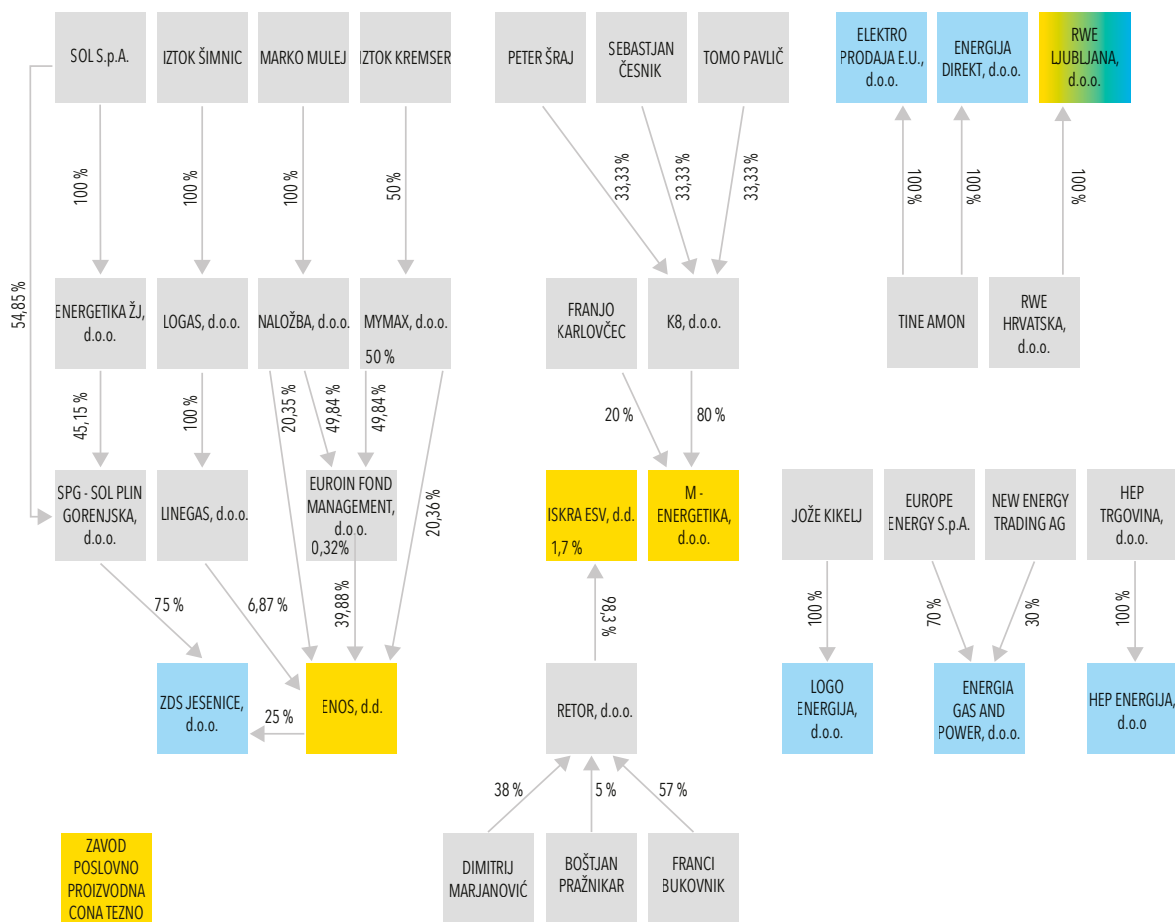 SOL S.p.A.
IZTOK ŠIMNIC
MARKO MULEJ
IZTOK KREMSER
PETER ŠRAJ
SEBASTJAN
ČESNIK
TOMO PAVLIČ
ELEKTRO
PRODAJA E.U.,
d.o.o.
ENERGIJA
DIREKT, d.o.o.
RWE
LJUBLJANA,
d.o.o.
100 %
100 %
100 %
50 %
33,33 %
33,33 %
33,33 %
100 %
100 %
100 %
54,85 %
ENERGETIKA ŽJ,
d.o.o.
LOGAS, d.o.o.
NALOŽBA, d.o.o.
MYMAX, d.o.o.
50 %
FRANJO
KARLOVČEC
K8, d.o.o.
TINE AMON
RWE
HRVATSKA,
d.o.o.
45,15 %
100 %
20,35 %
49,84 %
49,84 %
20,36 %
20 %
80 %
SPG - SOL PLIN
GORENJSKA,
d.o.o.
LINEGAS, d.o.o.
EUROIN FOND
MANAGEMENT,
d.o.o.
0,32%
ISKRA ESV, d.d.
1,7 %
M -
ENERGETIKA,
d.o.o.
JOŽE KIKELJ
EUROPE
ENERGY S.p.A.
NEW ENERGY
TRADING AG
HEP
TRGOVINA,
d.o.o.
75 %
6,87 %
39,88 %
98,3 %
100 %
70 %
30 %
100 %
ZDS JESENICE,
d.o.o.
25 %
ENOS, d.d.
RETOR, d.o.o.
LOGO
ENERGIJA,
d.o.o.
ENERGIA
GAS AND
POWER, d.o.o.
HEP ENERGIJA,
d.o.o
38 %
5 %
57 %
ZAVOD
POSLOVNO
PROIZVODNA
CONA TEZNO
DIMITRIJ
MARJANOVIĆ
BOŠTJAN
PRAŽNIKAR
FRANCI
BUKOVNIK